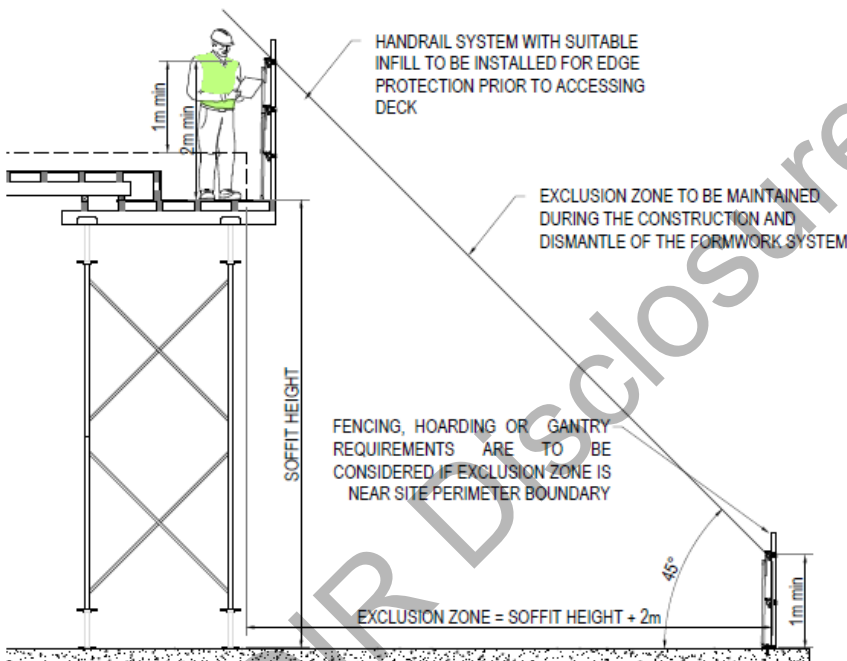 HANDRAIL SYSTEM WITH SUITABLE
INFILL TO BE INSTALLED FOR EDGE
PROTECTION PRIOR TO ACCESSING
DECK
1m min
2m min
EXCLUSION ZONE TO BE MAINTAINED
DURING THE CONSTRUCTION AND
DISMANTLE OF THE FORMWORK SYSTEM
SOFFIT HEIGHT
FENCING, HOARDING OR GANTRY
REQUIREMENTS ARE TO BE
CONSIDERED IF EXCLUSION ZONE IS
NEAR SITE PERIMETER BOUNDARY
45°
1m min
EXCLUSION ZONE = SOFFIT HEIGHT + 2m
Disclosure